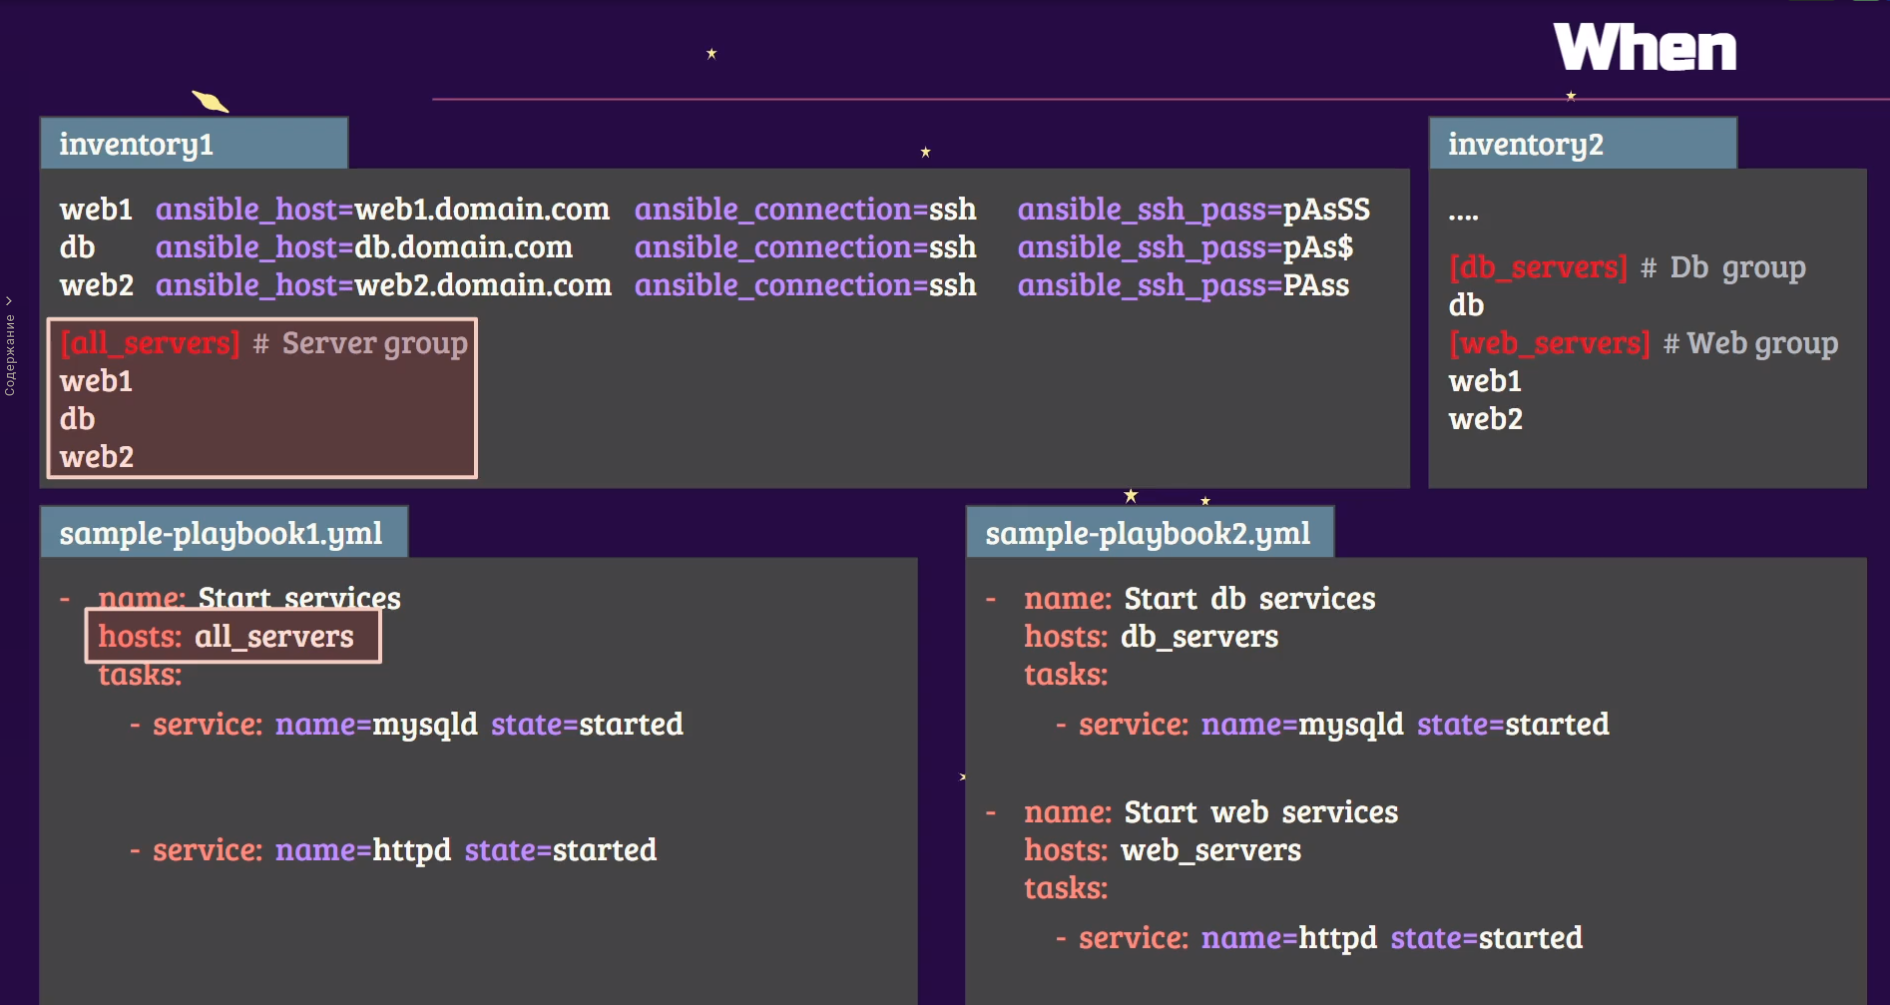 When
inventory1
web1 ansible_host=web1.domain.com ansible_connection=ssh ansible_ssh_pass=pAsSS
db ansible_host=db.domain.com ansible_connection=ssh ansible_ssh_pass=pAs$
web2 ansible_host=web2.domain.com ansible_connection=ssh ansible_ssh_pass=PAss
[all_servers] # Server group
web1
db
web2
inventory2
....
[db_servers] # Db group
db
[web_servers] # Web group
web1
web2
Содержание
sample-playbook1.yml
- name: Start services
hosts: all_servers
tasks:
- service: name=mysqld state=started
- service: name=httpd state=started
sample-playbook2.yml
- name: Start db services
hosts: db_servers
tasks:
- service: name=mysqld state=started
- name: Start web services
hosts: web_servers
tasks:
- service: name=httpd state=started